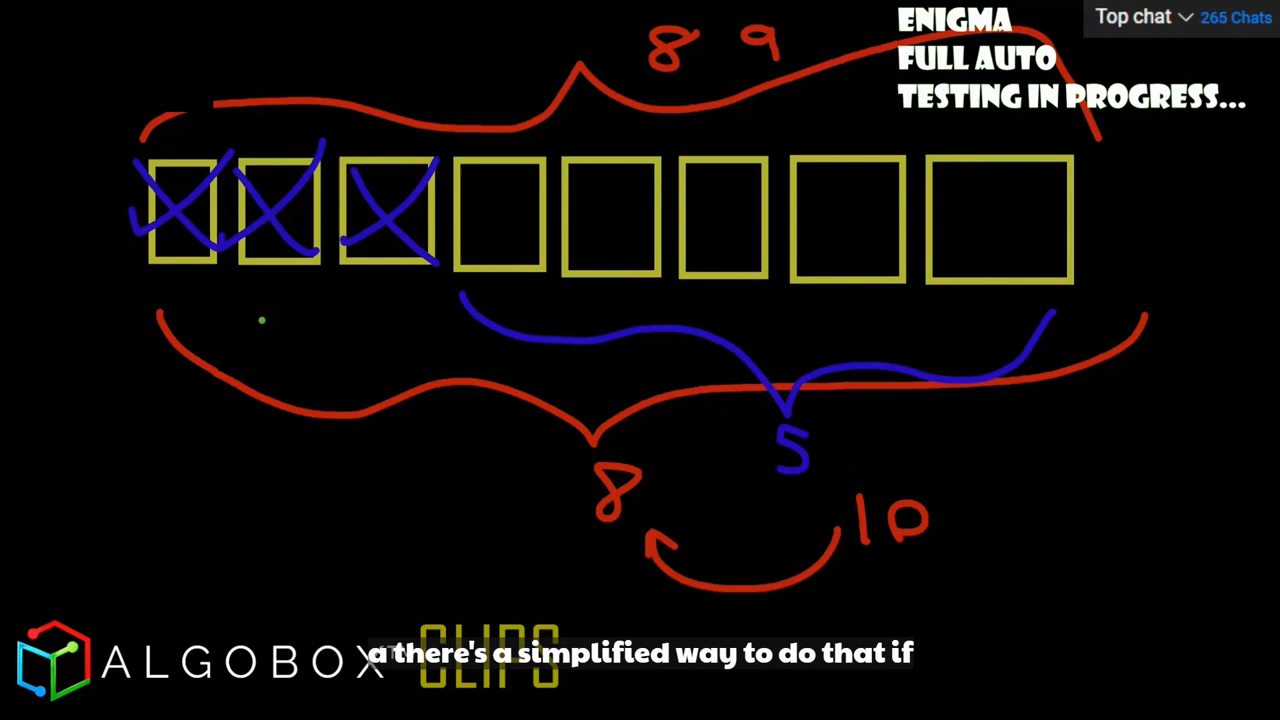 Top chat 265 Chats
ENIGMA
FULL AUTO
TESTING IN PROGRESS...
8 9
5
8
10
ALGOBOX CLIPS
a there's a simplified way to do that if